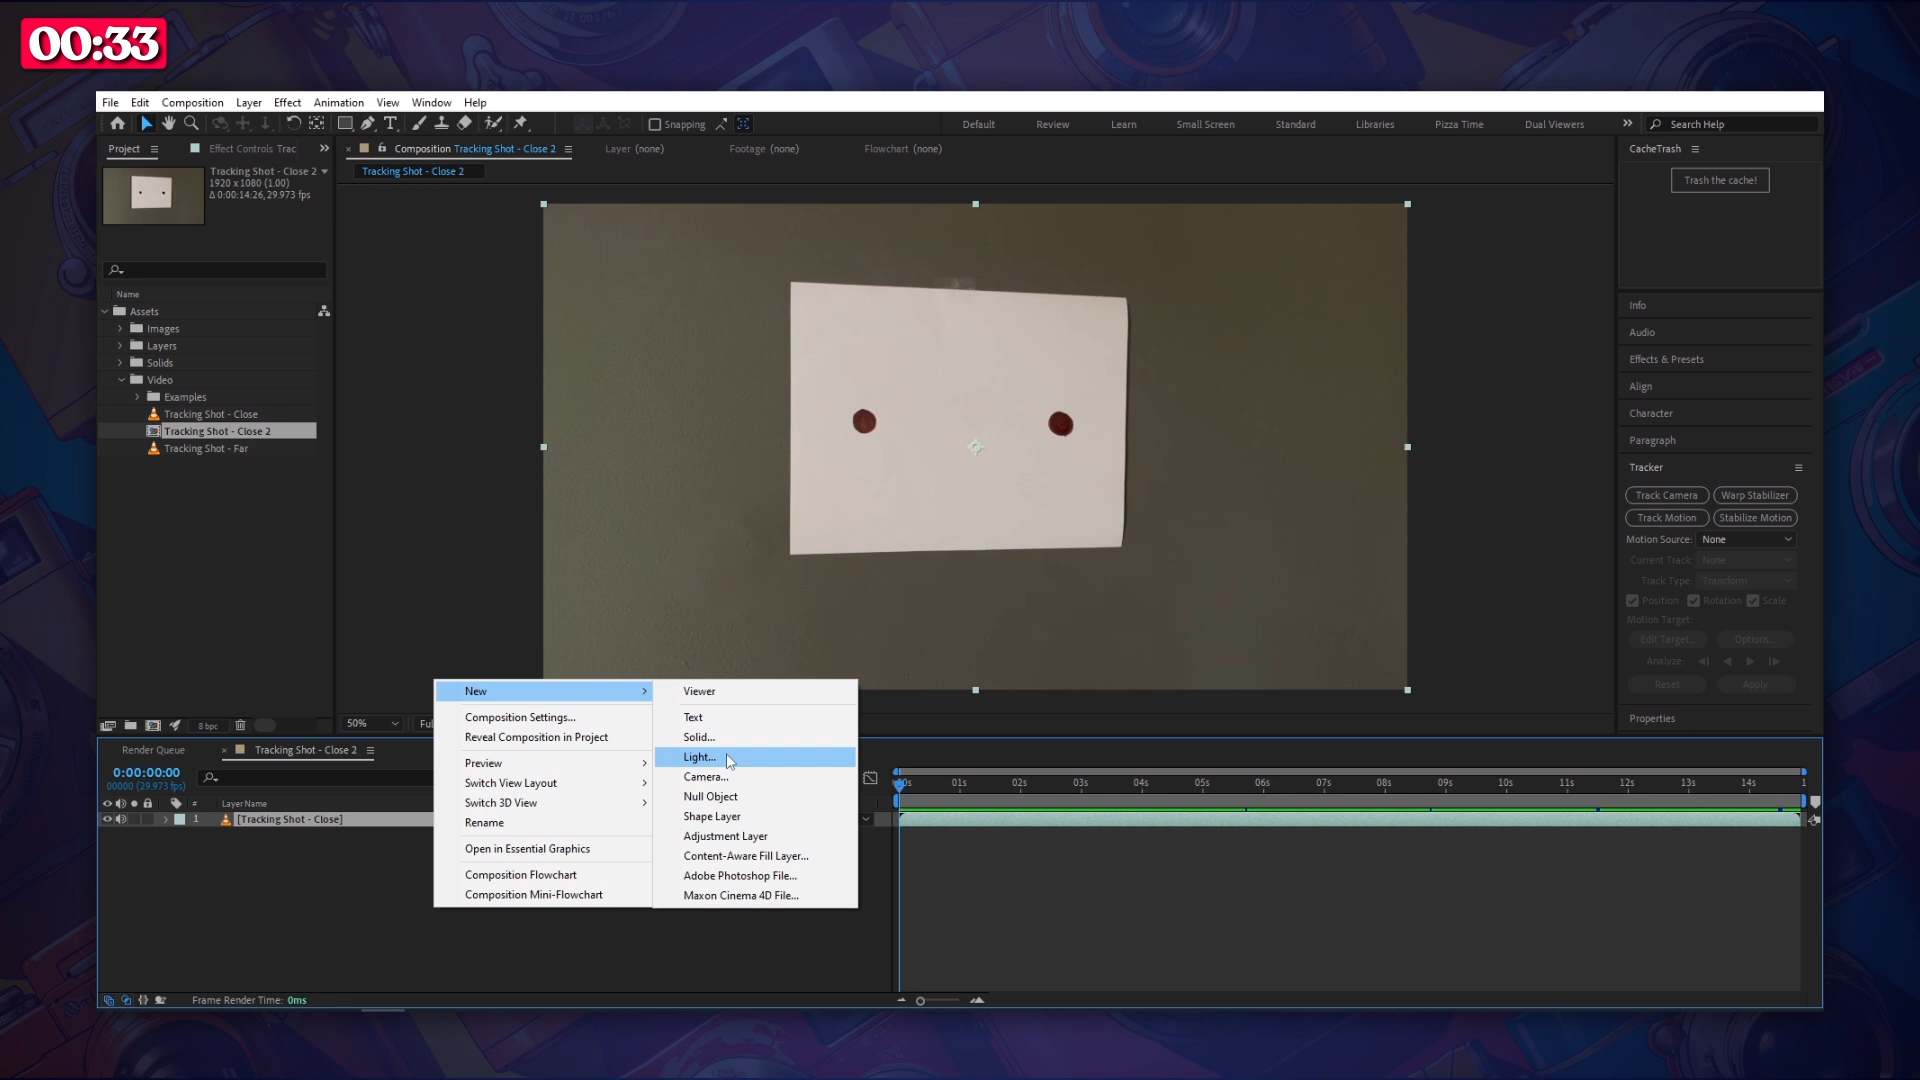 00:33
File Edit Composition Layer Effect Animation View Window Help
Snapping Default Review Learn Small Screen Standard Libraries Pizza Time Dual Viewers Search Help
Project Effect Controls Trac
Composition Tracking Shot - Close 2 Layer (none) Footage (none) Flowchart (none)
Tracking Shot - Close 2
Tracking Shot - Close 2
1920 x 1080 (1.00)
Δ 0:00:14:26, 29.973 fps
Name
Assets
Images
Layers
Solids
Video
Examples
Tracking Shot - Close
Tracking Shot - Close 2
Tracking Shot - Far
8 bpc
50%
Ful
CacheTrash
Trash the cache!
Info
Audio
Effects & Presets
Align
Character
Paragraph
Tracker
Track Camera Warp Stabilizer
Track Motion Stabilize Motion
Motion Source: None
Current Track: None
Track Type: Transform
Position Rotation Scale
Motion Target:
Edit Target... Options...
Analyze:
Reset Apply
Properties
New
Composition Settings...
Reveal Composition in Project
Preview
Switch View Layout
Switch 3D View
Rename
Open in Essential Graphics
Composition Flowchart
Composition Mini-Flowchart
Viewer
Text
Solid...
Light...
Camera...
Null Object
Shape Layer
Adjustment Layer
Content-Aware Fill Layer...
Adobe Photoshop File...
Maxon Cinema 4D File...
Render Queue Tracking Shot - Close 2
0:00:00:00
00000 (29.973 fps)
# Layer Name
1 [Tracking Shot - Close]
00s 01s 02s 03s 04s 05s 06s 07s 08s 09s 10s 11s 12s 13s 14s 1
Frame Render Time: 0ms